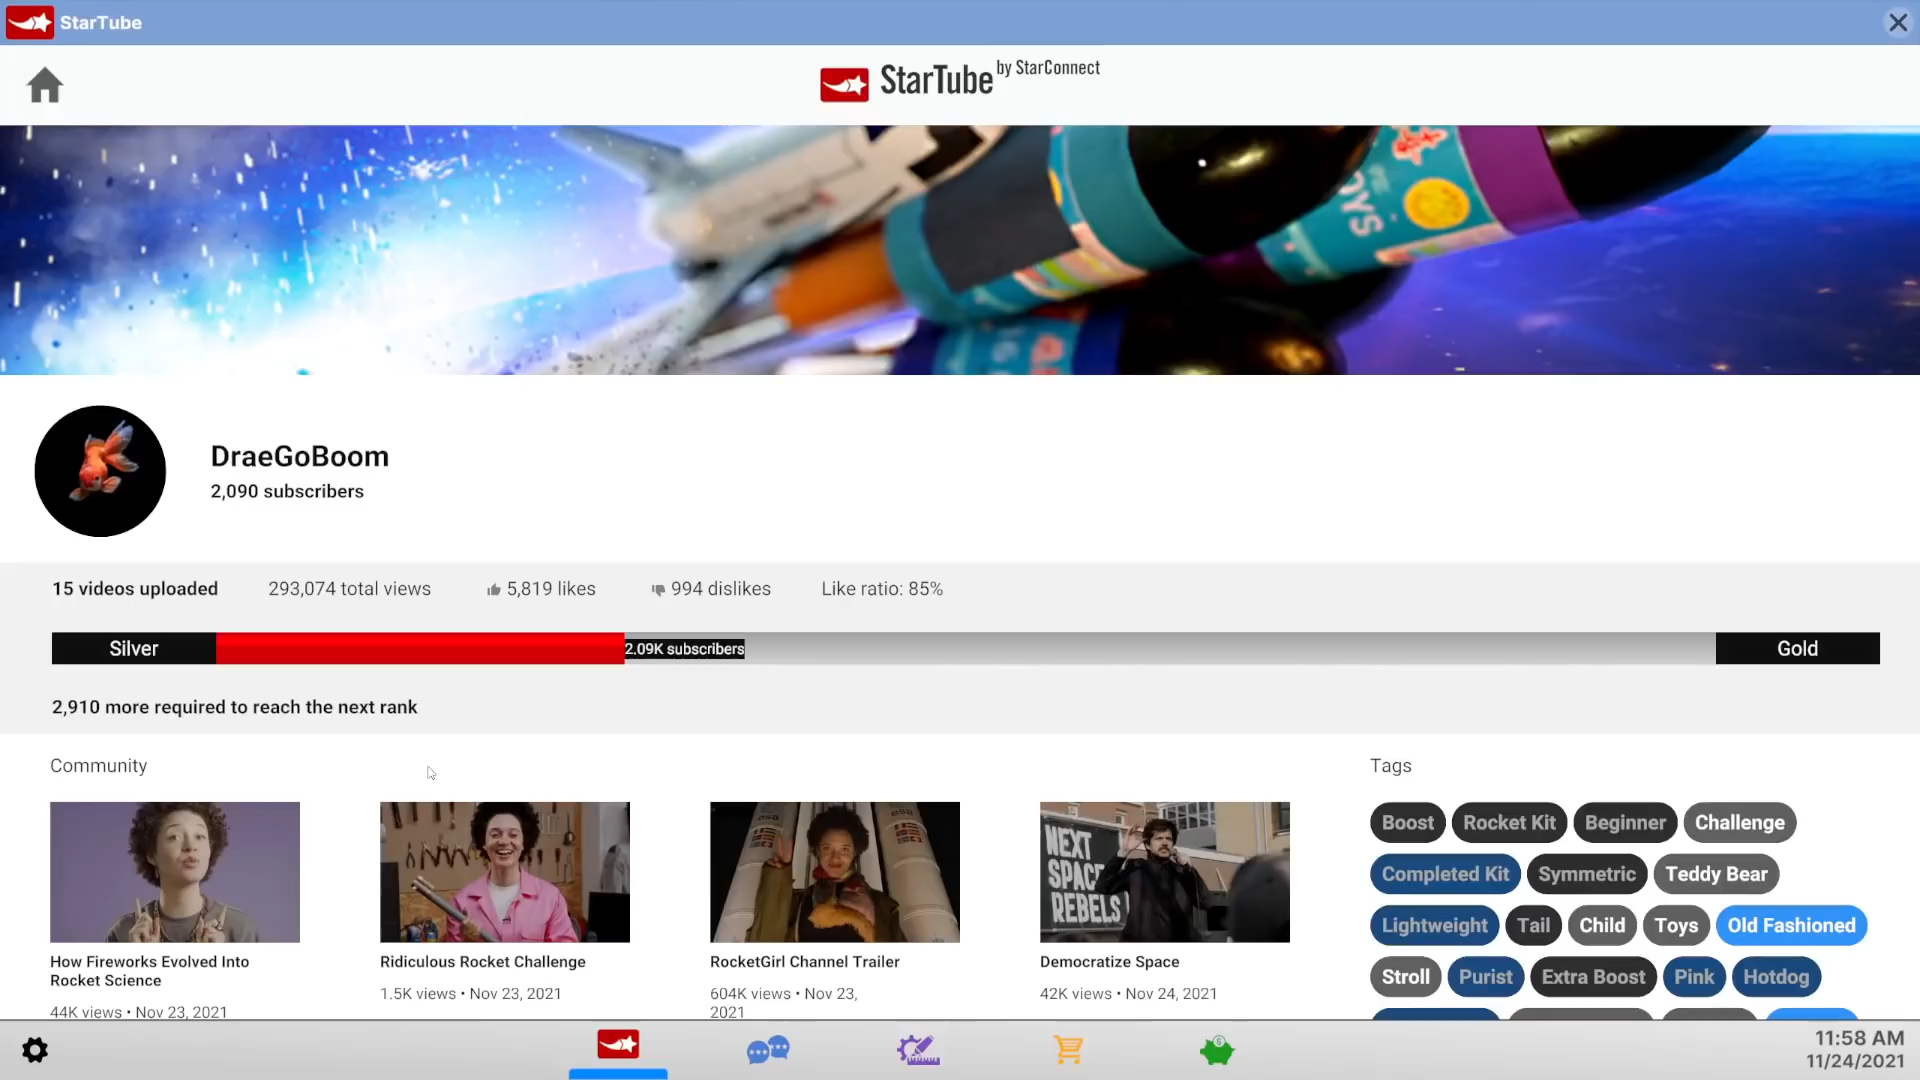 StarTube
StarTube by StarConnect
OYS
DraeGoBoom
2,090 subscribers
15 videos uploaded 293,074 total views 5,819 likes 994 dislikes Like ratio: 85%
Silver 2.09K subscribers Gold
2,910 more required to reach the next rank
Community
esa esa
NEXT
SPACE
REBELS
How Fireworks Evolved Into
Rocket Science
44K views • Nov 23, 2021
Ridiculous Rocket Challenge
1.5K views • Nov 23, 2021
RocketGirl Channel Trailer
604K views • Nov 23,
2021
Democratize Space
42K views • Nov 24, 2021
Tags
Boost Rocket Kit Beginner Challenge
Completed Kit Symmetric Teddy Bear
Lightweight Tail Child Toys Old Fashioned
Stroll Purist Extra Boost Pink Hotdog
11:58 AM
11/24/2021